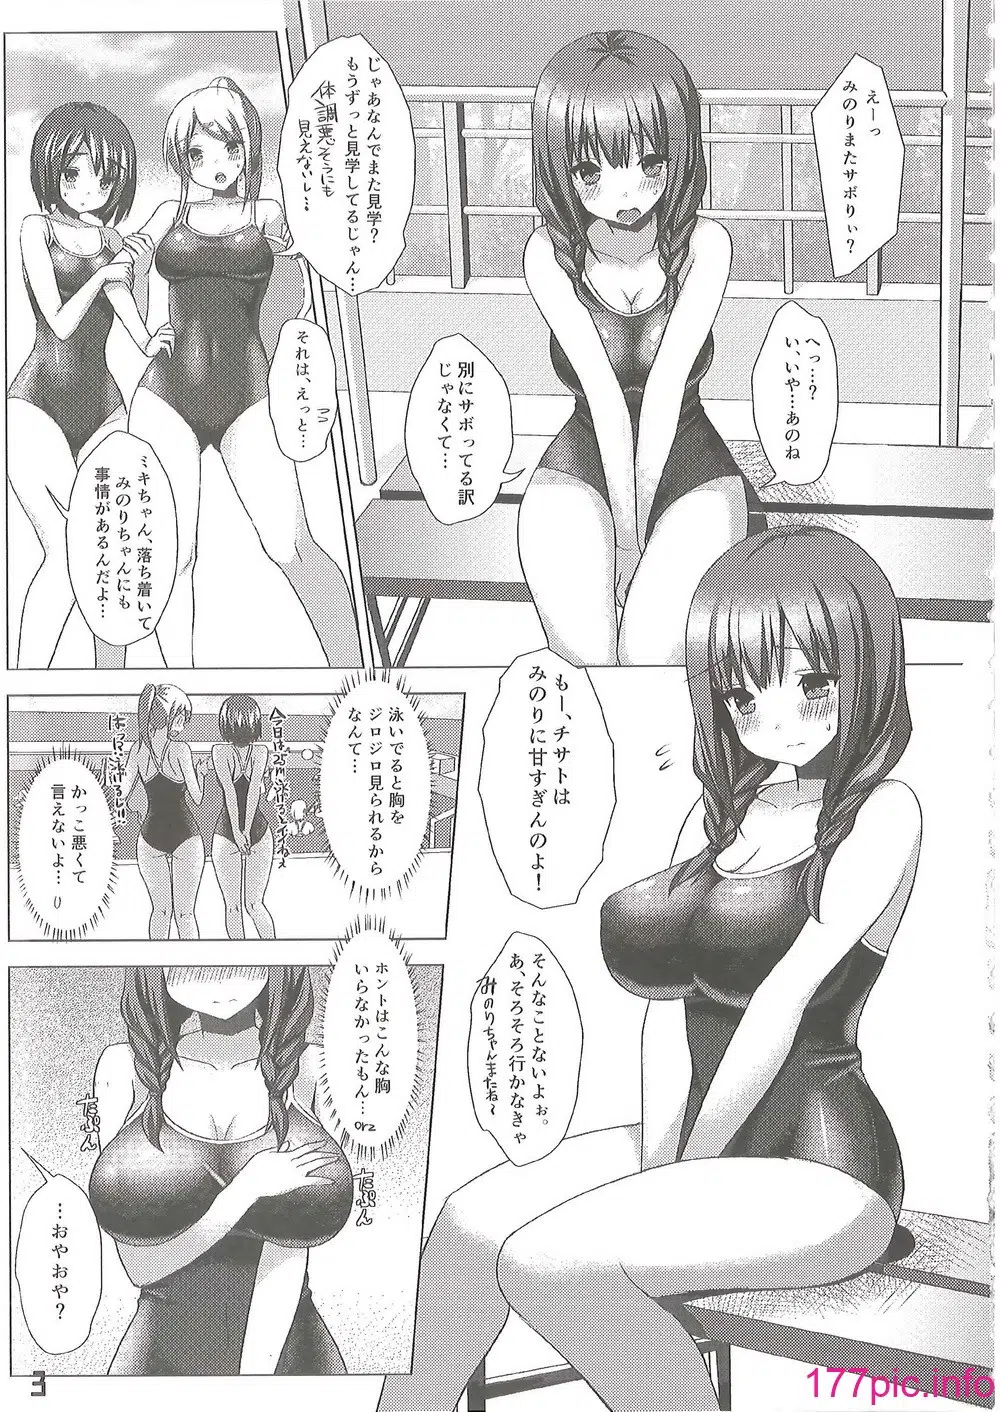 えーっ
みのりまたサボりぃ?
へっ…?
い、いや…あのね
別にサボってる訳
じゃなくて…
じゃあなんでまた見学?
もうずっと見学してるじゃん…
体調悪そうにも
見えないし…
それは、えっと…
ミキちゃん、落ち着いて
みのりちゃんにも
事情があるんだよ…
もー、チサトは
みのりに甘すぎんのよ!
そんなことないよぉ。
あ、そろそろ行かなきゃ
みのりちゃんまたね〜
泳いでると胸を
ジロジロ見られるから
なんて…
かっこ悪くて
言えないよ…
ホントはこんな胸
いらなかったもん…
orz
たぷん
たぷん
…おやおや?
3
177pic.info